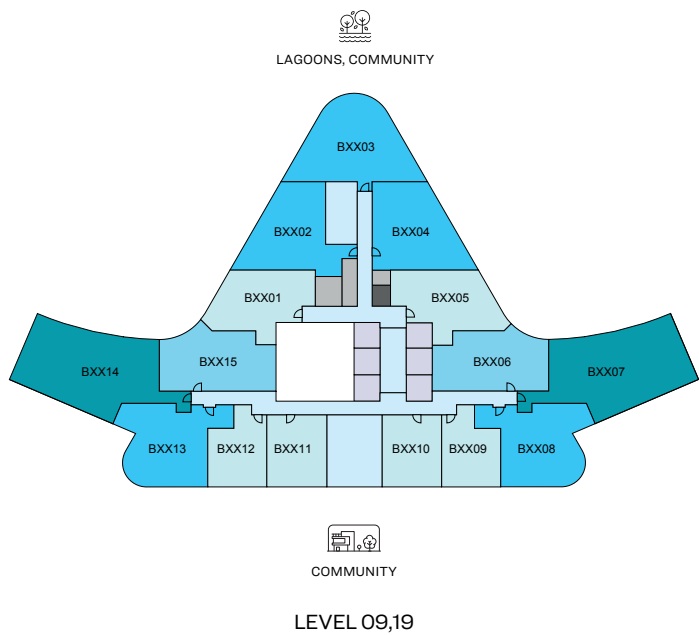 LAGOONS, COMMUNITY
BXX03
BXX02
BXX04
BXX01
BXX05
BXX15
BXX06
BXX14
BXX07
BXX13
BXX12
BXX11
BXX10
BXX09
BXX08
COMMUNITY
LEVEL 09,19